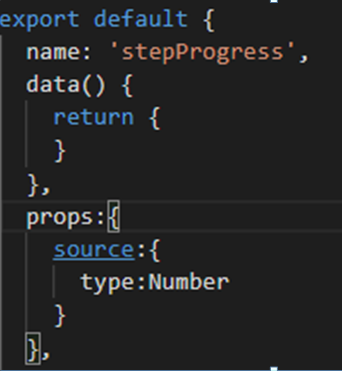 export default {
name: 'stepProgress',
data() {
return {
}
},
props:{
source:{
type:Number
}
},